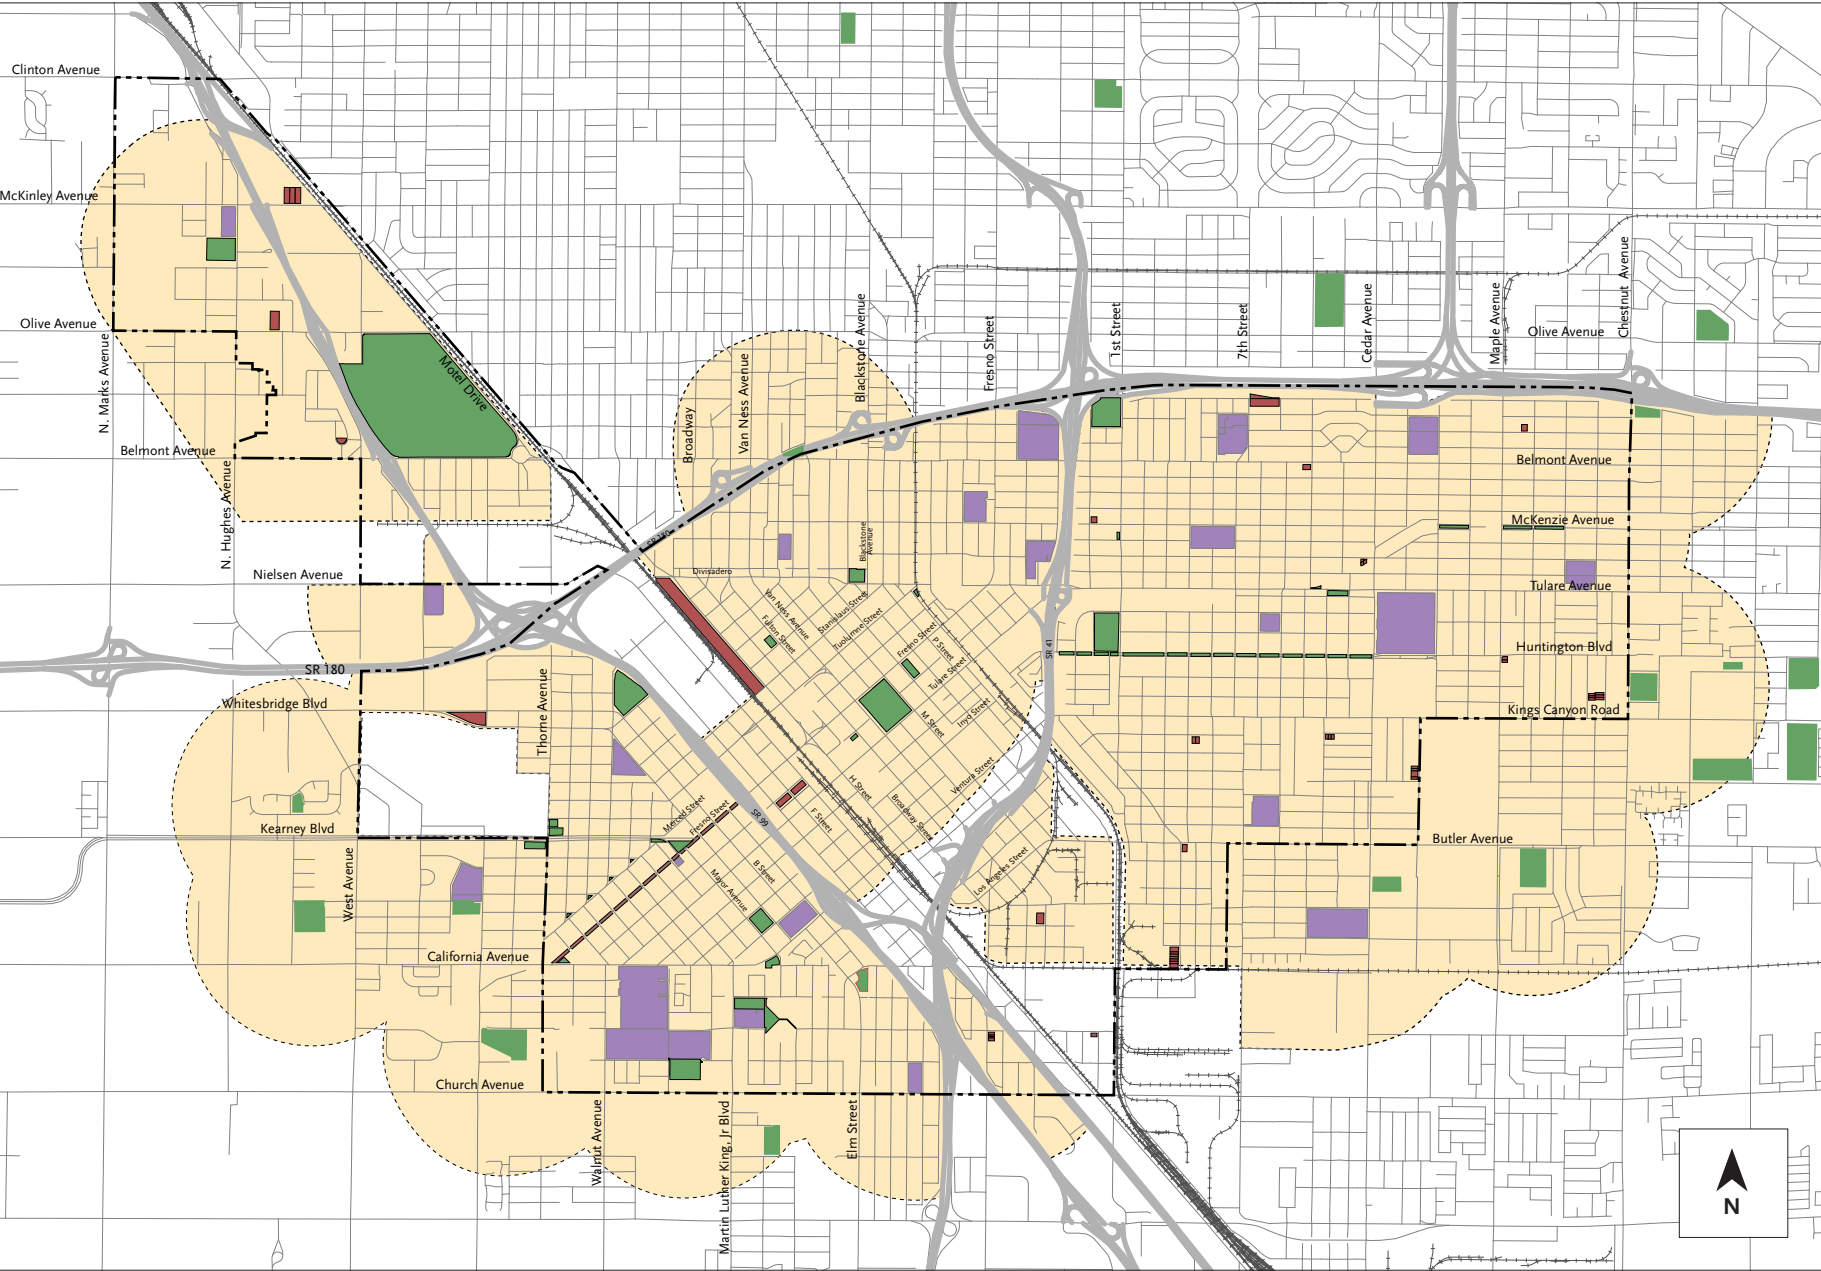 Clinton Avenue
McKinley Avenue
Olive Avenue
N. Marks Avenue
Motel Drive
Belmont Avenue
N. Hughes Avenue
Nielsen Avenue
SR 180
Whitesbridge Blvd
Thorne Avenue
Kearney Blvd
West Avenue
California Avenue
Church Avenue
Walnut Avenue
Martin Luther King, Jr Blvd
Elm Street
Broadway
Van Ness Avenue
Blackstone Avenue
Fresno Street
1st Street
7th Street
Cedar Avenue
Maple Avenue
Olive Avenue
Chestnut Avenue
SR 180
Divisadero
Blackstone
Avenue
Van Ness Avenue
Fulton Street
Stanislaus Street
Tuolumne Street
Fresno Street
P Street
Tulare Street
M Street
Inyo Street
Ventura Street
H Street
Broadway Street
F Street
SR 99
Merced Street
Fresno Street
B Street
Mayor Avenue
Los Angeles Street
SR 41
Belmont Avenue
McKenzie Avenue
Tulare Avenue
Huntington Blvd
Kings Canyon Road
Butler Avenue
N